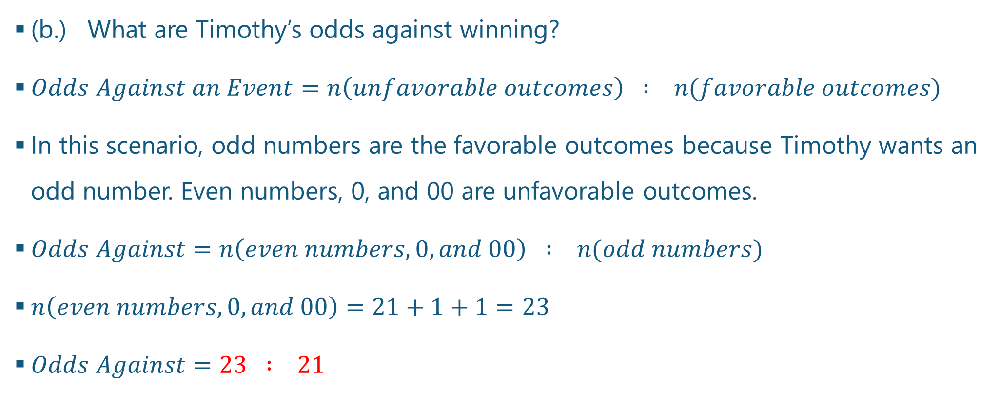 ▪ (b.) What are Timothy's odds against winning?
▪ Odds Against an Event = n(unfavorable outcomes) : n(favorable outcomes)
▪ In this scenario, odd numbers are the favorable outcomes because Timothy wants an
odd number. Even numbers, 0, and 00 are unfavorable outcomes.
▪ Odds Against = n(even numbers, 0, and 00) : n(odd numbers)
▪ n(even numbers, 0, and 00) = 21 + 1 + 1 = 23
▪ Odds Against = 23 : 21